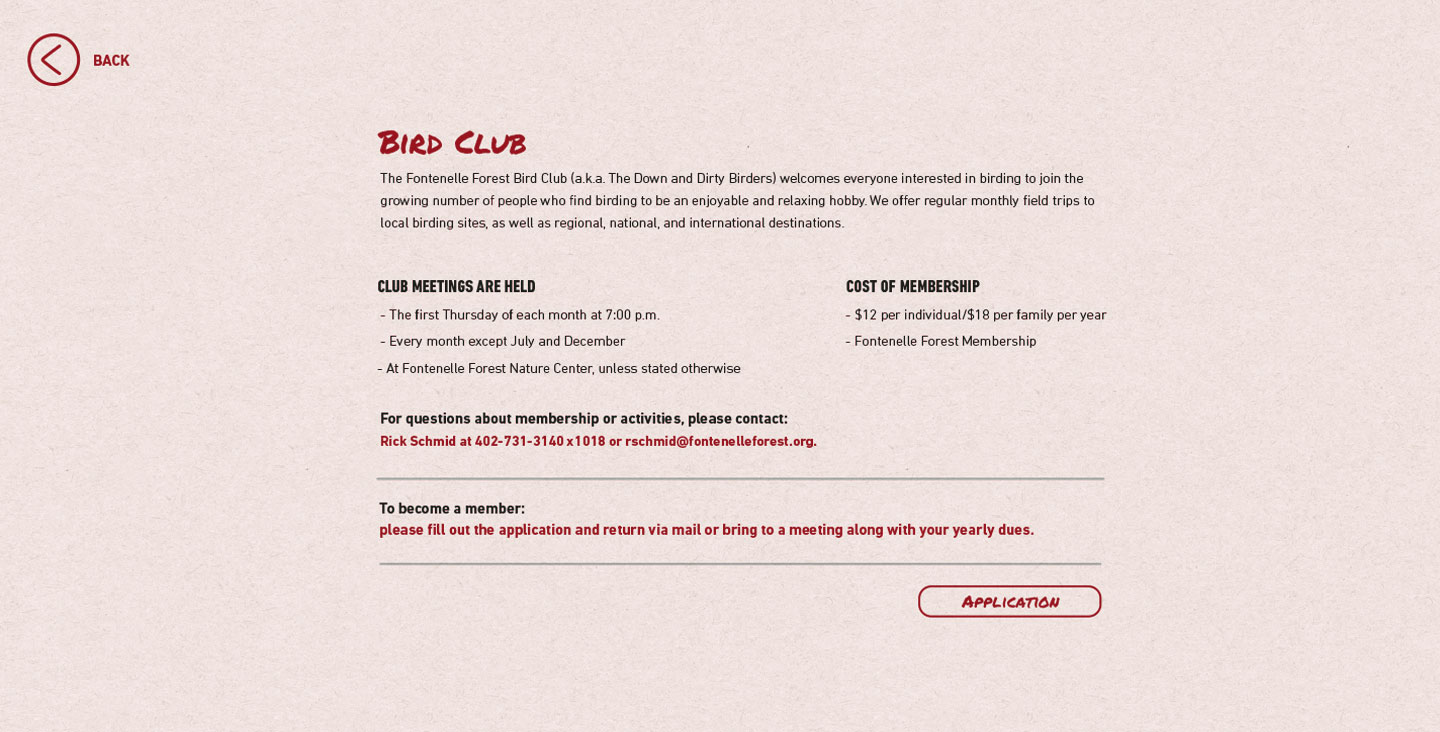 BACK
Bird Club
The Fontenelle Forest Bird Club (a.k.a. The Down and Dirty Birders) welcomes everyone interested in birding to join the
growing number of people who find birding to be an enjoyable and relaxing hobby. We offer regular monthly field trips to
local birding sites, as well as regional, national, and international destinations.
CLUB MEETINGS ARE HELD
- The first Thursday of each month at 7:00 p.m.
- Every month except July and December
- At Fontenelle Forest Nature Center, unless stated otherwise
COST OF MEMBERSHIP
- $12 per individual/$18 per family per year
- Fontenelle Forest Membership
For questions about membership or activities, please contact:
Rick Schmid at 402-731-3140 x1018 or rschmid@fontenelleforest.org.
To become a member:
please fill out the application and return via mail or bring to a meeting along with your yearly dues.
Application